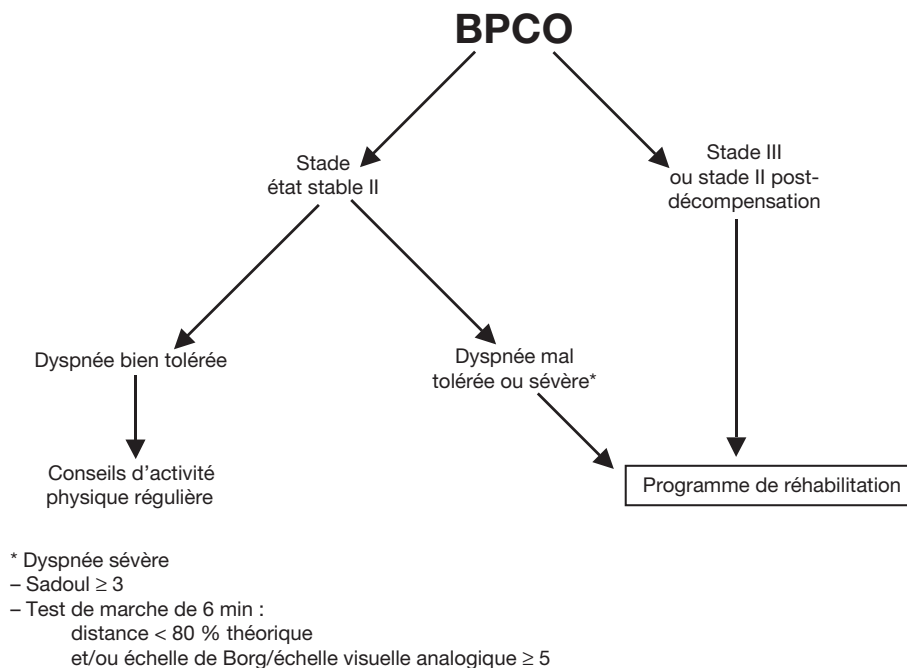 BPCO
Stade
état stable II
Stade III
ou stade II post-
décompensation
Dyspnée bien tolérée
Dyspnée mal
tolérée ou sévère*
Conseils d'activité
physique régulière
Programme de réhabilitation
* Dyspnée sévère
– Sadoul ≥ 3
– Test de marche de 6 min :
distance < 80 % théorique
et/ou échelle de Borg/échelle visuelle analogique ≥ 5